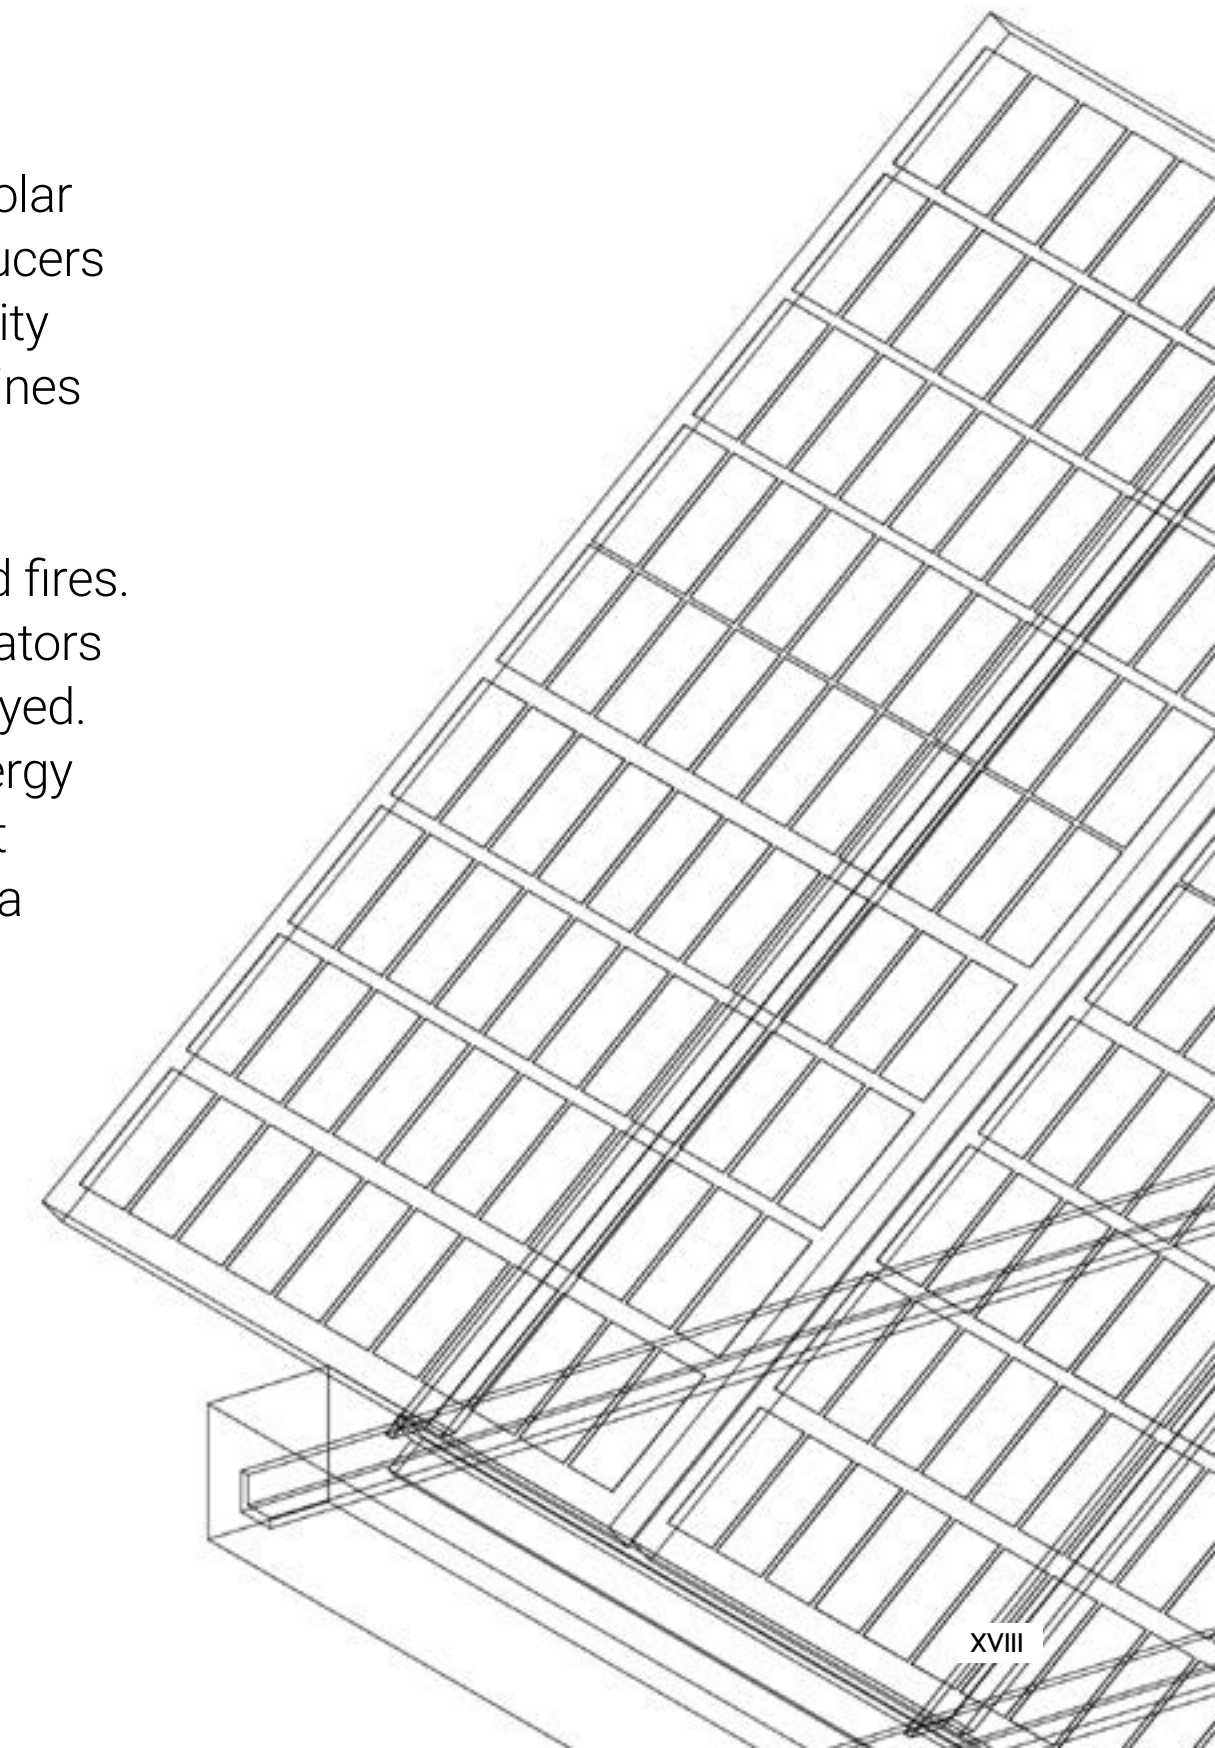 olar
ucers
ity
ines
d fires.
ators
yed.
ergy
t
a
XVIII